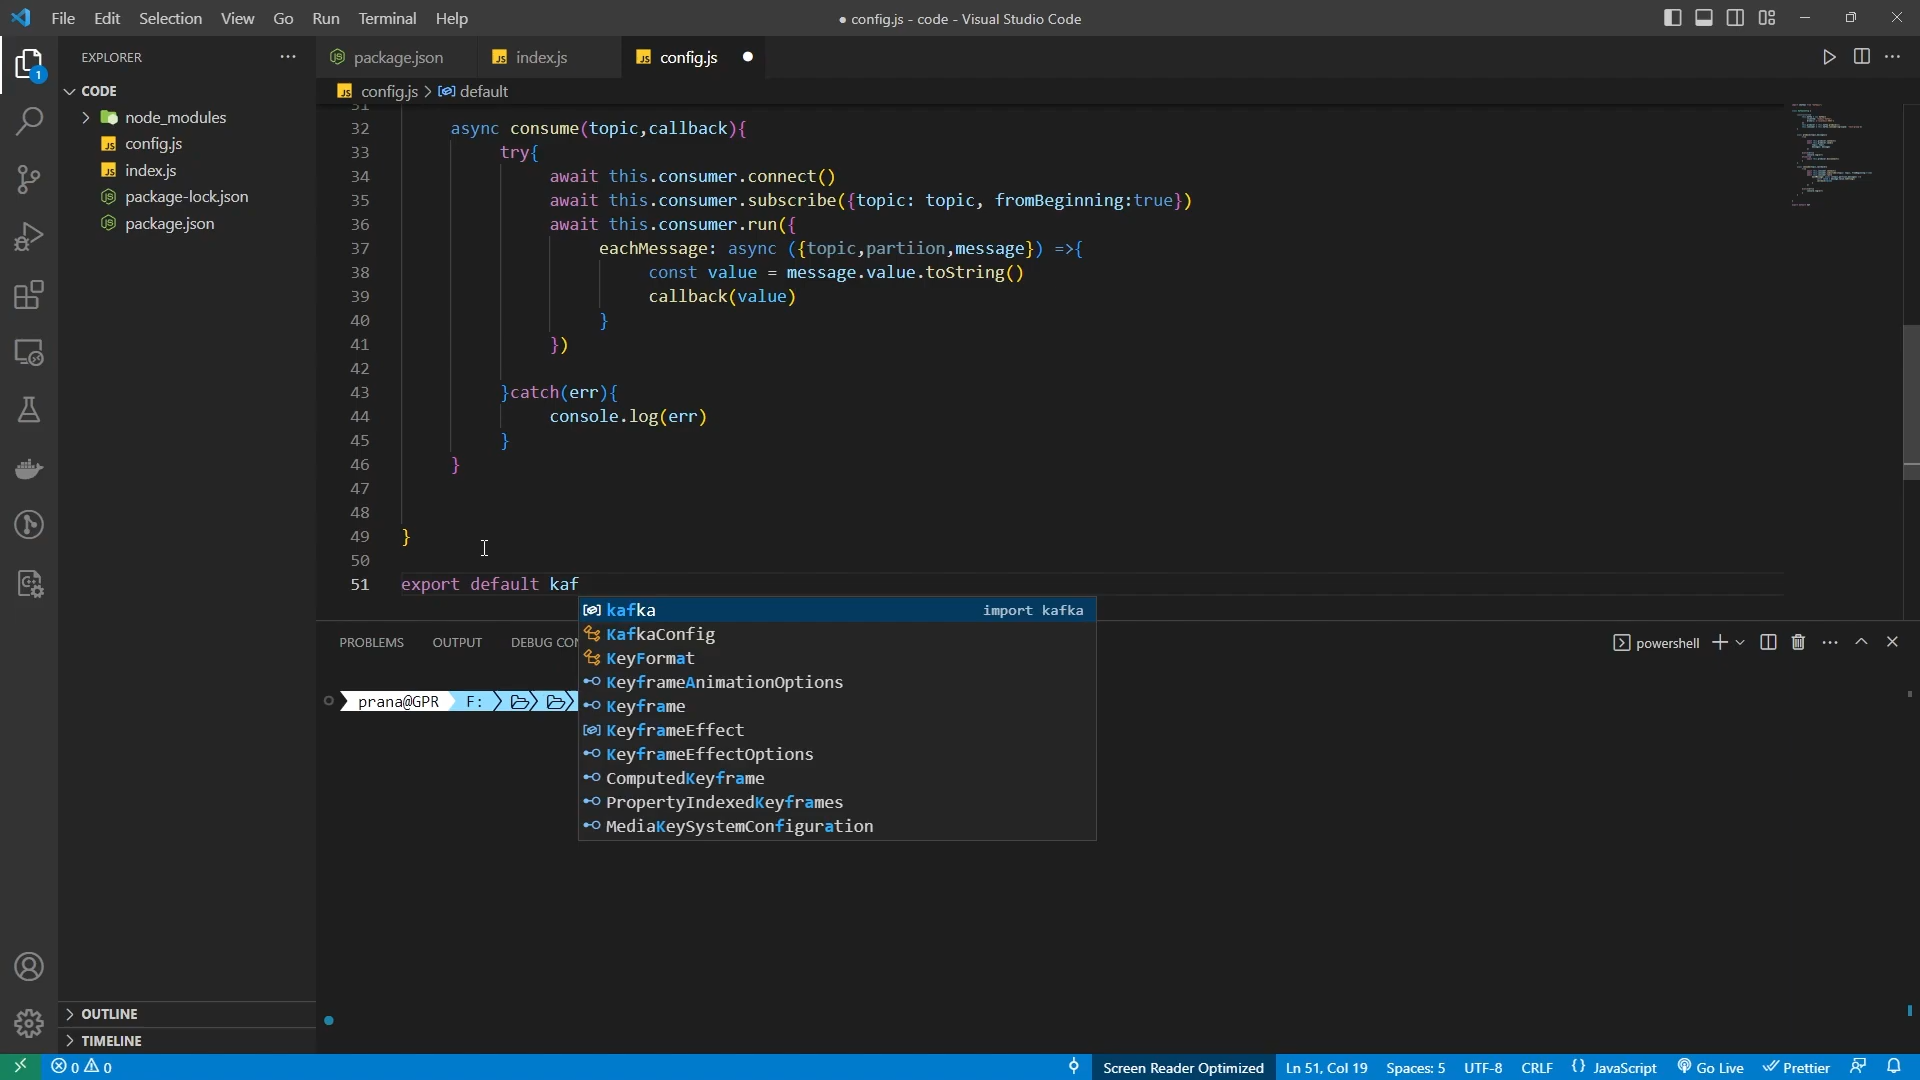 File Edit Selection View Go Run Terminal Help
● config.js - code - Visual Studio Code
EXPLORER
package.json
index.js
config.js
config.js > default
CODE
node_modules
config.js
index.js
package-lock.json
package.json
31
32 async consume(topic,callback){
33 try{
34 await this.consumer.connect()
35 await this.consumer.subscribe({topic: topic, fromBeginning:true})
36 await this.consumer.run({
37 eachMessage: async ({topic,partiion,message}) =>{
38 const value = message.value.toString()
39 callback(value)
40 }
41 })
42
43 }catch(err){
44 console.log(err)
45 }
46 }
47
48
49 }
50
51 export default kaf
kafka import kafka
KafkaConfig
KeyFormat
KeyframeAnimationOptions
Keyframe
KeyframeEffect
KeyframeEffectOptions
ComputedKeyframe
PropertyIndexedKeyframes
MediaKeySystemConfiguration
PROBLEMS OUTPUT DEBUG CON
powershell
prana@GPR F:
OUTLINE
TIMELINE
0 0
Screen Reader Optimized Ln 51, Col 19 Spaces: 5 UTF-8 CRLF {} JavaScript Go Live Prettier
1